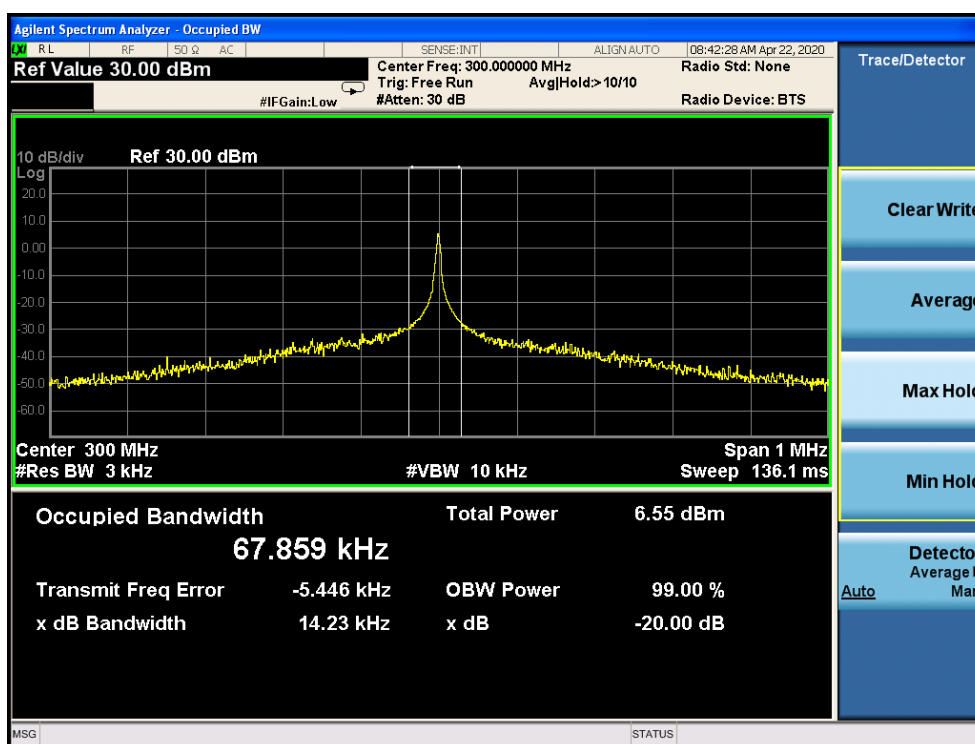 Agilent Spectrum Analyzer - Occupied BW
LXI RL RF 50 Ω AC SENSE:INT ALIGN AUTO 08:42:28 AM Apr 22, 2020
Ref Value 30.00 dBm Center Freq: 300.000000 MHz Radio Std: None Trace/Detector
Trig: Free Run Avg|Hold:> 10/10
#IFGain:Low #Atten: 30 dB Radio Device: BTS
10 dB/div Ref 30.00 dBm
Log
20.0
10.0
0.00
-10.0
-20.0
-30.0
-40.0
-50.0
-60.0
Center 300 MHz Span 1 MHz
#Res BW 3 kHz #VBW 10 kHz Sweep 136.1 ms
Occupied Bandwidth Total Power 6.55 dBm
67.859 kHz
Transmit Freq Error -5.446 kHz OBW Power 99.00 %
x dB Bandwidth 14.23 kHz x dB -20.00 dB
Clear Write
Average
Max Hold
Min Hold
Detecto
Average
Auto Man
MSG STATUS